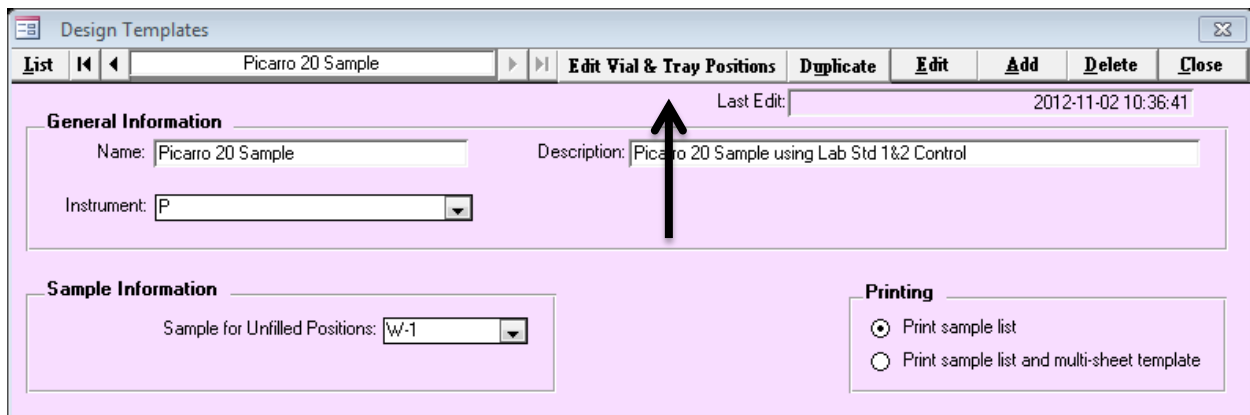 Design Templates
List Picarro 20 Sample Edit Vial & Tray Positions Duplicate Edit Add Delete Close
Last Edit: 2012-11-02 10:36:41
General Information
Name: Picarro 20 Sample Description: Picarro 20 Sample using Lab Std 1&2 Control
Instrument: P
Sample Information Printing
Sample for Unfilled Positions: W-1 Print sample list
Print sample list and multi-sheet template